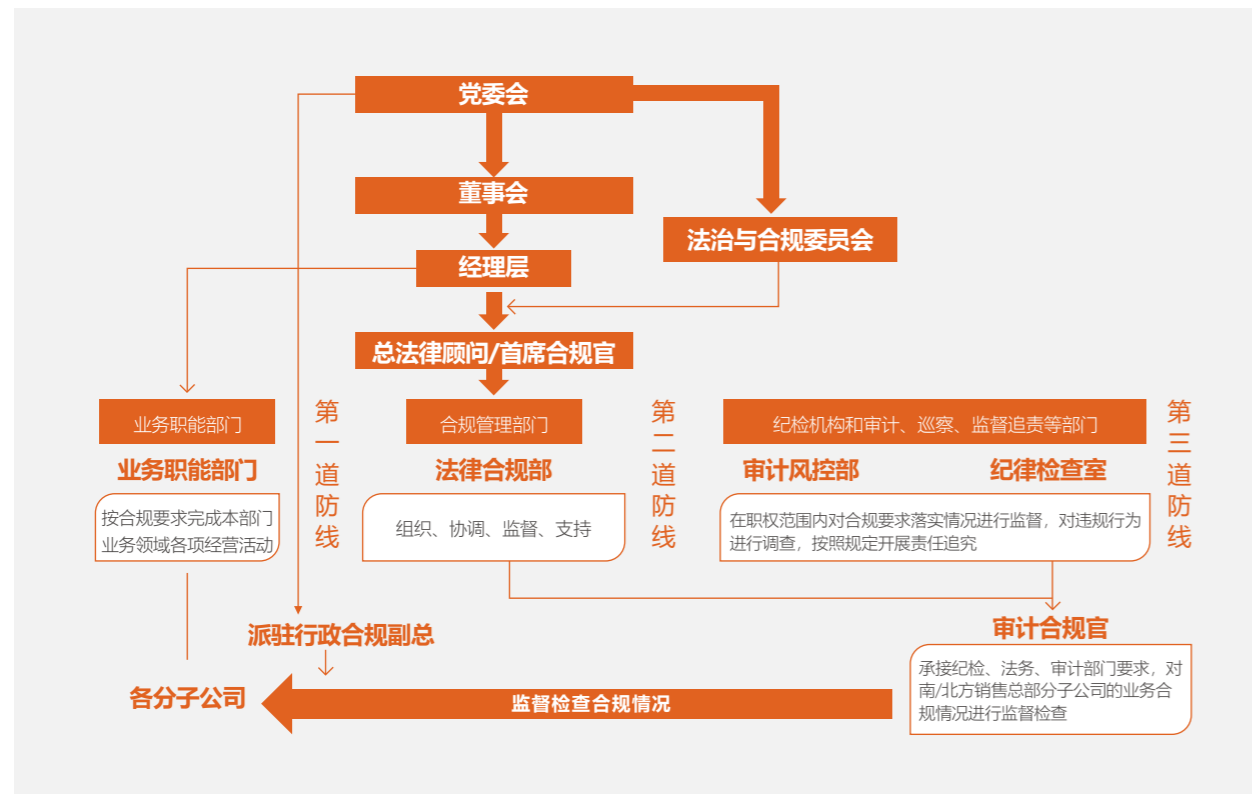 党委会
董事会
法治与合规委员会
经理层
总法律顾问/首席合规官
业务职能部门
业务职能部门
按合规要求完成本部门
业务领域各项经营活动
第一道防线
合规管理部门
法律合规部
组织、协调、监督、支持
第二道防线
纪检机构和审计、巡察、监督追责等部门
审计风控部
纪律检查室
在职权范围内对合规要求落实情况进行监督，对违规行为
进行调查，按照规定开展责任追究
第三道防线
派驻行政合规副总
审计合规官
承接纪检、法务、审计部门要求，对
南/北方销售总部分子公司的业务合
规情况进行监督检查
各分子公司
监督检查合规情况